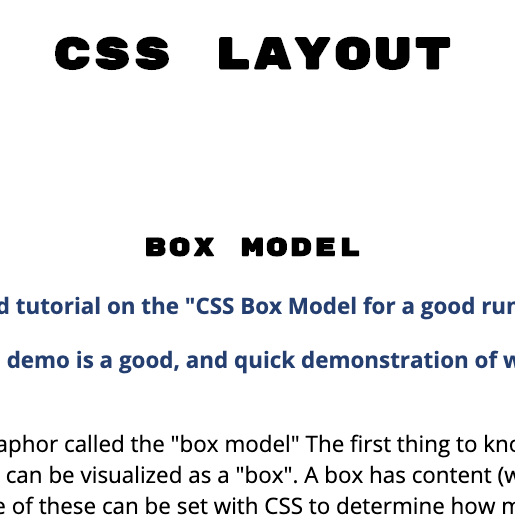 CSS LAYOUT
BOX MODEL
d tutorial on the "CSS Box Model for a good run
demo is a good, and quick demonstration of w
aphor called the "box model" The first thing to kno
can be visualized as a "box". A box has content (w
e of these can be set with CSS to determine how m